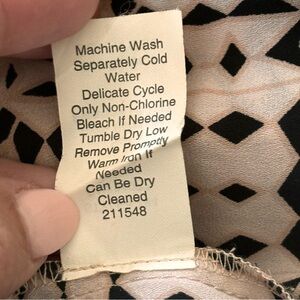 Machine Wash
Separately Cold
Water
Delicate Cycle
Only Non-Chlorine
Bleach If Needed
Tumble Dry Low
Remove Promptly
Warm Iron If
Needed
Can Be Dry
Cleaned
211548